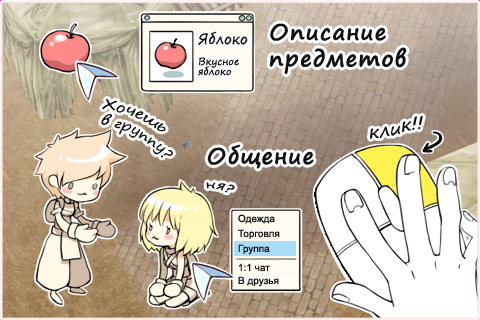 Яблоко
Вкусное
яблоко
Описание
предметов
Хочешь
в группу?
Общение
клик!!
ня?
Одежда
Торговля
Группа
1:1 чат
В друзья